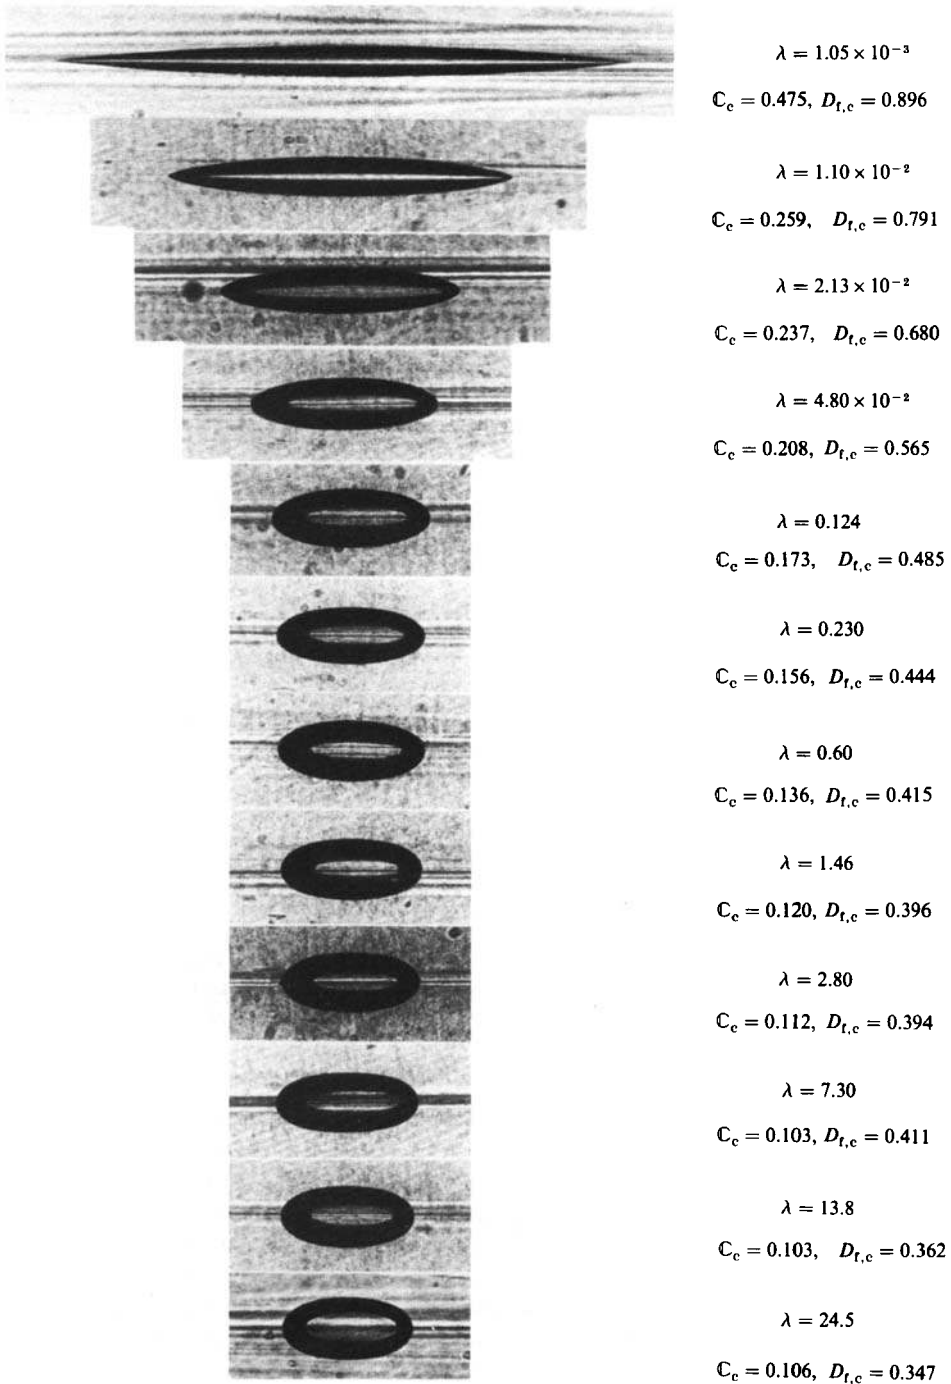 λ = 1.05 × 10⁻³
ℂc = 0.475, Df,c = 0.896
λ = 1.10 × 10⁻²
ℂc = 0.259, Df,c = 0.791
λ = 2.13 × 10⁻²
ℂc = 0.237, Df,c = 0.680
λ = 4.80 × 10⁻²
ℂc = 0.208, Df,c = 0.565
λ = 0.124
ℂc = 0.173, Df,c = 0.485
λ = 0.230
ℂc = 0.156, Df,c = 0.444
λ = 0.60
ℂc = 0.136, Df,c = 0.415
λ = 1.46
ℂc = 0.120, Df,c = 0.396
λ = 2.80
ℂc = 0.112, Df,c = 0.394
λ = 7.30
ℂc = 0.103, Df,c = 0.411
λ = 13.8
ℂc = 0.103, Df,c = 0.362
λ = 24.5
ℂc = 0.106, Df,c = 0.347